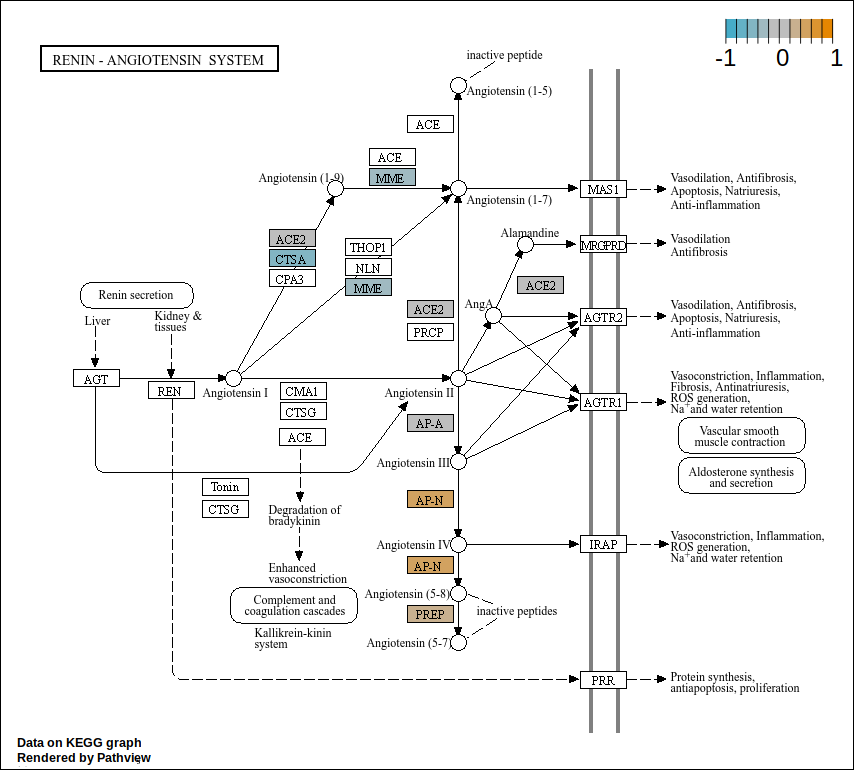 RENIN - ANGIOTENSIN SYSTEM
-1
0
1
inactive peptide
Angiotensin (1-5)
ACE
ACE
MME
Angiotensin (1-9)
Angiotensin (1-7)
MAS1
Vasodilation, Antifibrosis,
Apoptosis, Natriuresis,
Anti-inflammation
ACE2
CTSA
CPA3
THOP1
NLN
MME
Alamandine
MRGPRD
Vasodilation
Antifibrosis
ACE2
Renin secretion
Liver
Kidney &
tissues
ACE2
PRCP
AngA
AGTR2
Vasodilation, Antifibrosis,
Apoptosis, Natriuresis,
Anti-inflammation
AGT
REN
Angiotensin I
CMA1
CTSG
ACE
Angiotensin II
AP-A
AGTR1
Vasoconstriction, Inflammation,
Fibrosis, Antinatriuresis,
ROS generation,
Na+and water retention
Vascular smooth
muscle contraction
Aldosterone synthesis
and secretion
Angiotensin III
Tonin
CTSG
AP-N
Degradation of
bradykinin
Angiotensin IV
IRAP
Vasoconstriction, Inflammation,
ROS generation,
Na+and water retention
Enhanced
vasoconstriction
AP-N
Complement and
coagulation cascades
Angiotensin (5-8)
PREP
inactive peptides
Kallikrein-kinin
system
Angiotensin (5-7)
PRR
Protein synthesis,
antiapoptosis, proliferation
Data on KEGG graph
Rendered by Pathview